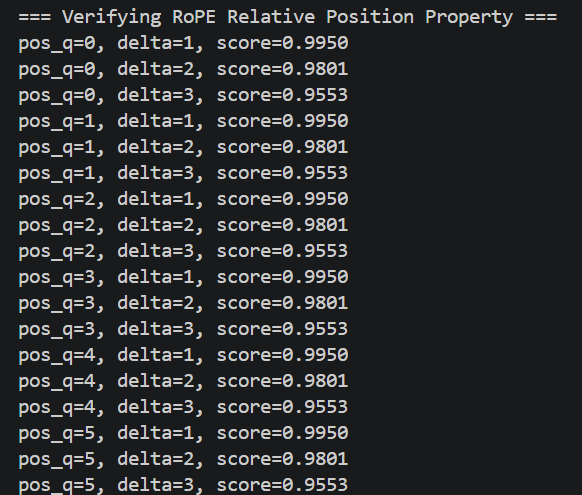 === Verifying RoPE Relative Position Property ===
pos_q=0, delta=1, score=0.9950
pos_q=0, delta=2, score=0.9801
pos_q=0, delta=3, score=0.9553
pos_q=1, delta=1, score=0.9950
pos_q=1, delta=2, score=0.9801
pos_q=1, delta=3, score=0.9553
pos_q=2, delta=1, score=0.9950
pos_q=2, delta=2, score=0.9801
pos_q=2, delta=3, score=0.9553
pos_q=3, delta=1, score=0.9950
pos_q=3, delta=2, score=0.9801
pos_q=3, delta=3, score=0.9553
pos_q=4, delta=1, score=0.9950
pos_q=4, delta=2, score=0.9801
pos_q=4, delta=3, score=0.9553
pos_q=5, delta=1, score=0.9950
pos_q=5, delta=2, score=0.9801
pos_q=5, delta=3, score=0.9553